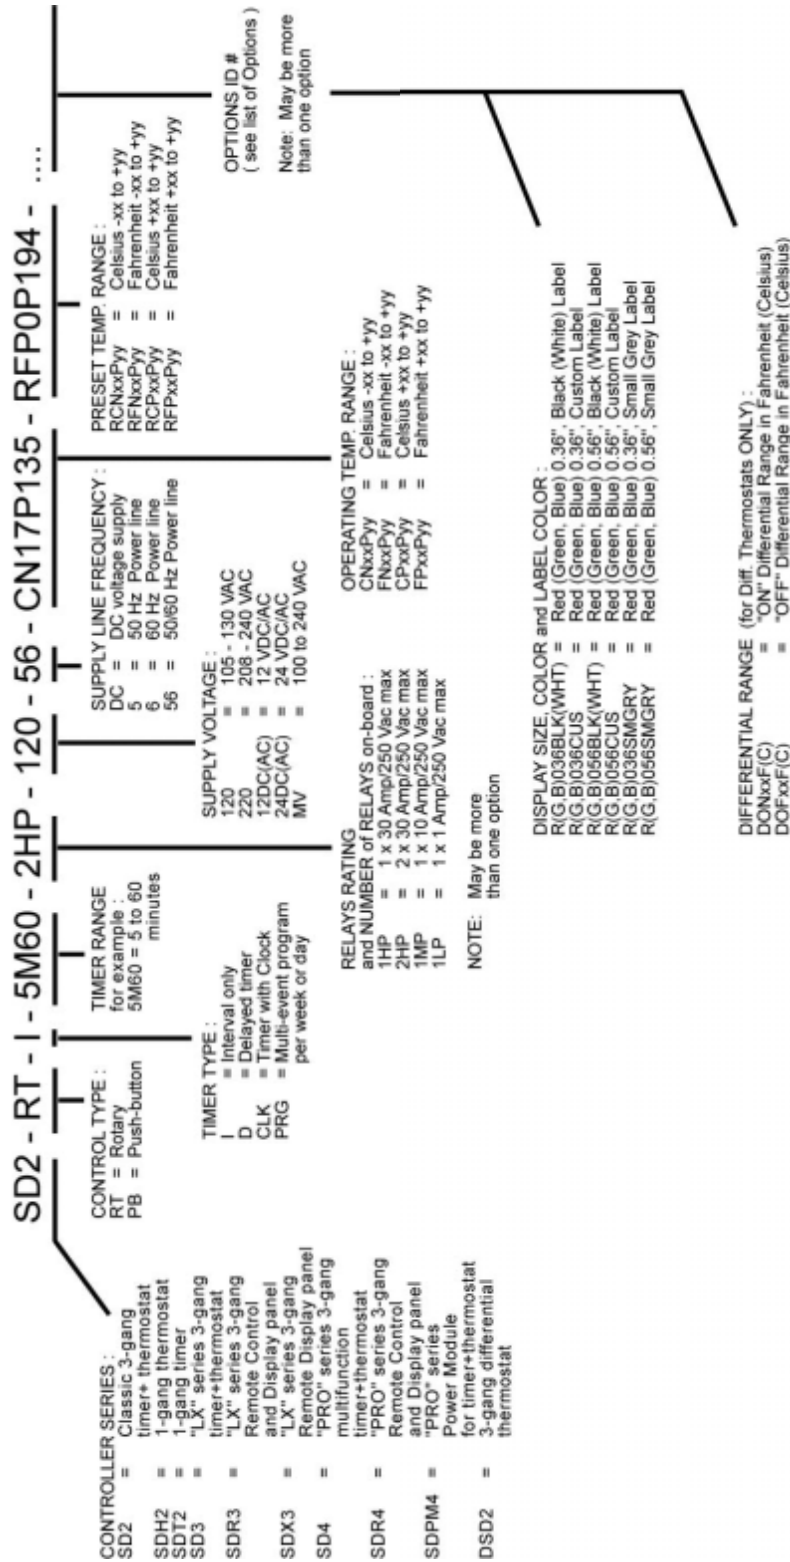 SD2 - RT - I - 5M60 - 2HP - 120 - 56 - CN17P135 - RFP0P194 - ....
CONTROLLER SERIES :
SD2 = Classic 3-gang
timer+ thermostat
SDH2 = 1-gang thermostat
SDT2 = 1-gang timer
SD3 = "LX" series 3-gang
timer+thermostat
SDR3 = "LX" series 3-gang
Remote Control
and Display panel
SDX3 = "LX" series 3-gang
Remote Display panel
SD4 = "PRO" series 3-gang
multifunction
timer+thermostat
SDR4 = "PRO" series 3-gang
Remote Control
and Display panel
SDPM4 = "PRO" series
Power Module
for timer+thermostat
DSD2 = 3-gang differential
thermostat
CONTROL TYPE :
RT = Rotary
PB = Push-button
TIMER TYPE :
I = Interval only
D = Delayed timer
CLK = Timer with Clock
PRG = Multi-event program
per week or day
TIMER RANGE
for example :
5M60 = 5 to 60
minutes
RELAYS RATING
and NUMBER of RELAYS on-board :
1HP = 1 x 30 Amp/250 Vac max
2HP = 2 x 30 Amp/250 Vac max
1MP = 1 x 10 Amp/250 Vac max
1LP = 1 x 1 Amp/250 Vac max
NOTE: May be more
than one option
SUPPLY VOLTAGE :
120 = 105 - 130 VAC
220 = 208 - 240 VAC
12DC(AC) = 12 VDC/AC
24DC(AC) = 24 VDC/AC
MV = 100 to 240 VAC
SUPPLY LINE FREQUENCY :
DC = DC voltage supply
5 = 50 Hz Power line
6 = 60 Hz Power line
56 = 50/60 Hz Power line
OPERATING TEMP. RANGE :
CNxxPyy = Celsius -xx to +yy
FNxxPyy = Fahrenheit -xx to +yy
CPxxPyy = Celsius +xx to +yy
FPxxPyy = Fahrenheit +xx to +yy
PRESET TEMP. RANGE :
RCNxxPyy = Celsius -xx to +yy
RFNxxPyy = Fahrenheit -xx to +yy
RCPxxPyy = Celsius +xx to +yy
RFPxxPyy = Fahrenheit +xx to +yy
OPTIONS ID #
( see list of Options )
Note: May be more
than one option
DISPLAY SIZE, COLOR and LABEL COLOR :
R(G,B)036BLK(WHT) = Red (Green, Blue) 0.36", Black (White) Label
R(G,B)036CUS = Red (Green, Blue) 0.36", Custom Label
R(G,B)056BLK(WHT) = Red (Green, Blue) 0.56", Black (White) Label
R(G,B)056CUS = Red (Green, Blue) 0.56", Custom Label
R(G,B)036SMGRY = Red (Green, Blue) 0.36", Small Grey Label
R(G,B)056SMGRY = Red (Green, Blue) 0.56", Small Grey Label
DIFFERENTIAL RANGE (for Diff. Thermostats ONLY) :
DONxxF(C) = "ON" Differential Range in Fahrenheit (Celsius)
DOFxxF(C) = "OFF" Differential Range in Fahrenheit (Celsius)